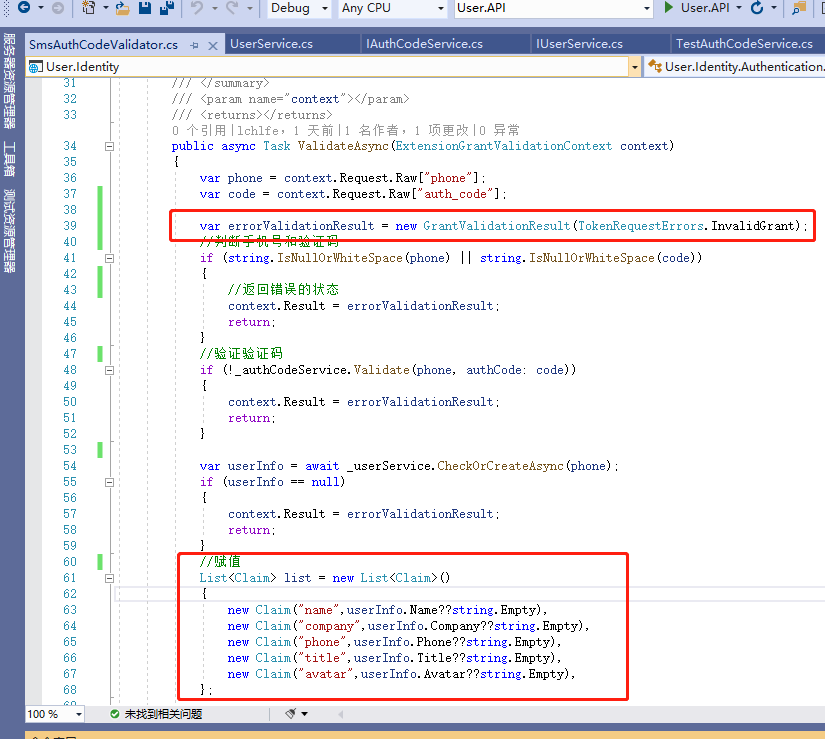 Debug Any CPU User.API User.API
SmsAuthCodeValidator.cs UserService.cs IAuthCodeService.cs IUserService.cs TestAuthCodeService.cs
服务器资源管理器
工具箱
测试资源管理器
User.Identity User.Identity.Authentication.
31 /// </summary>
32 /// <param name="context"></param>
33 /// <returns></returns>
0 个引用|lchlfe，1 天前|1 名作者，1 项更改|0 异常
34 public async Task ValidateAsync(ExtensionGrantValidationContext context)
35 {
36 var phone = context.Request.Raw["phone"];
37 var code = context.Request.Raw["auth_code"];
38
39 var errorValidationResult = new GrantValidationResult(TokenRequestErrors.InvalidGrant);
40 //判断手机号和验证码
41 if (string.IsNullOrWhiteSpace(phone) || string.IsNullOrWhiteSpace(code))
42 {
43 //返回错误的状态
44 context.Result = errorValidationResult;
45 return;
46 }
47 //验证验证码
48 if (!_authCodeService.Validate(phone, authCode: code))
49 {
50 context.Result = errorValidationResult;
51 return;
52 }
53
54 var userInfo = await _userService.CheckOrCreateAsync(phone);
55 if (userInfo == null)
56 {
57 context.Result = errorValidationResult;
58 return;
59 }
60 //赋值
61 List<Claim> list = new List<Claim>()
62 {
63 new Claim("name",userInfo.Name??string.Empty),
64 new Claim("company",userInfo.Company??string.Empty),
65 new Claim("phone",userInfo.Phone??string.Empty),
66 new Claim("title",userInfo.Title??string.Empty),
67 new Claim("avatar",userInfo.Avatar??string.Empty),
68 };
100 % 未找到相关问题